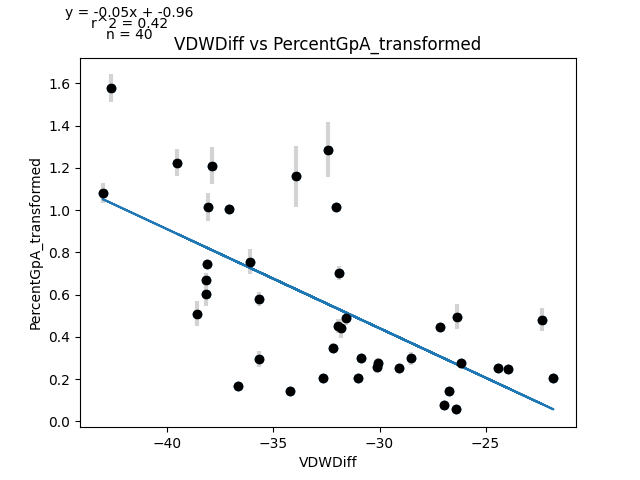 y = -0.05x + -0.96
r^2 = 0.42
n = 40
VDWDiff vs PercentGpA_transformed
PercentGpA_transformed
1.6
1.4
1.2
1.0
0.8
0.6
0.4
0.2
0.0
−40
−35
−30
−25
VDWDiff